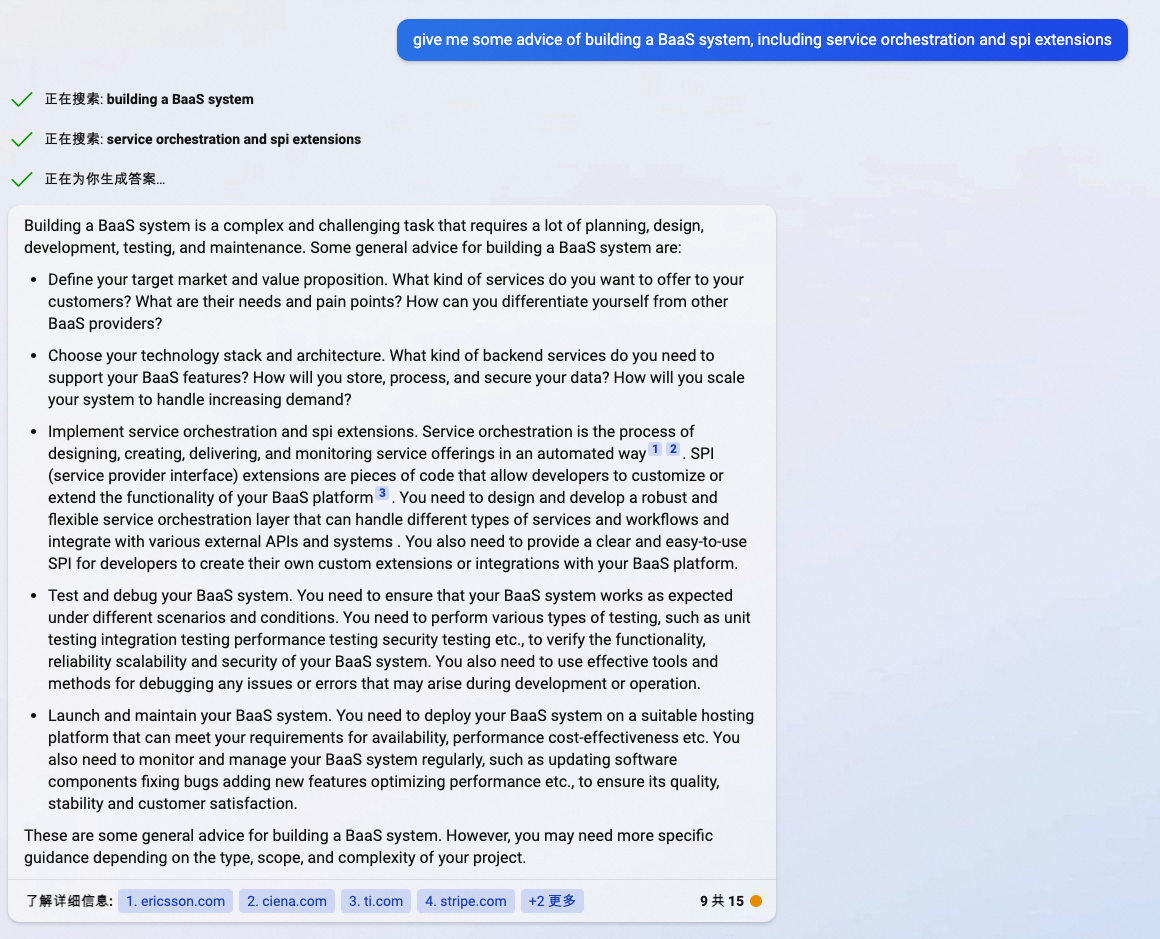 give me some advice of building a BaaS system, including service orchestration and spi extensions
正在搜索: building a BaaS system
正在搜索: service orchestration and spi extensions
正在为你生成答案...
Building a BaaS system is a complex and challenging task that requires a lot of planning, design,
development, testing, and maintenance. Some general advice for building a BaaS system are:
• Define your target market and value proposition. What kind of services do you want to offer to your
customers? What are their needs and pain points? How can you differentiate yourself from other
BaaS providers?
• Choose your technology stack and architecture. What kind of backend services do you need to
support your BaaS features? How will you store, process, and secure your data? How will you scale
your system to handle increasing demand?
• Implement service orchestration and spi extensions. Service orchestration is the process of
designing, creating, delivering, and monitoring service offerings in an automated way 1 2 . SPI
(service provider interface) extensions are pieces of code that allow developers to customize or
extend the functionality of your BaaS platform 3 . You need to design and develop a robust and
flexible service orchestration layer that can handle different types of services and workflows and
integrate with various external APIs and systems . You also need to provide a clear and easy-to-use
SPI for developers to create their own custom extensions or integrations with your BaaS platform.
• Test and debug your BaaS system. You need to ensure that your BaaS system works as expected
under different scenarios and conditions. You need to perform various types of testing, such as unit
testing integration testing performance testing security testing etc., to verify the functionality,
reliability scalability and security of your BaaS system. You also need to use effective tools and
methods for debugging any issues or errors that may arise during development or operation.
• Launch and maintain your BaaS system. You need to deploy your BaaS system on a suitable hosting
platform that can meet your requirements for availability, performance cost-effectiveness etc. You
also need to monitor and manage your BaaS system regularly, such as updating software
components fixing bugs adding new features optimizing performance etc., to ensure its quality,
stability and customer satisfaction.
These are some general advice for building a BaaS system. However, you may need more specific
guidance depending on the type, scope, and complexity of your project.
了解详细信息: 1. ericsson.com 2. ciena.com 3. ti.com 4. stripe.com +2 更多 9 共 15